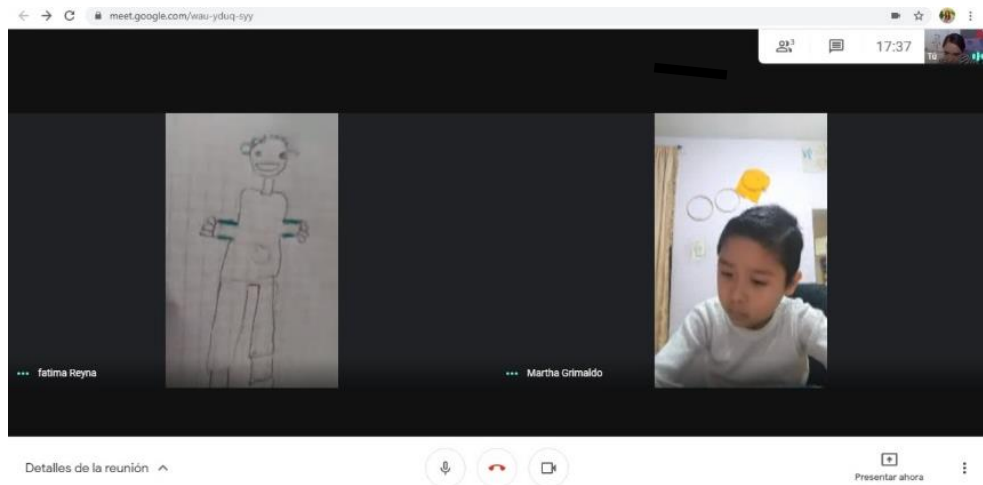 meet.google.com/wau-yduq-syy
3
17:37
Tú
fatima Reyna
Martha Grimaldo
Detalles de la reunión
Presentar ahora